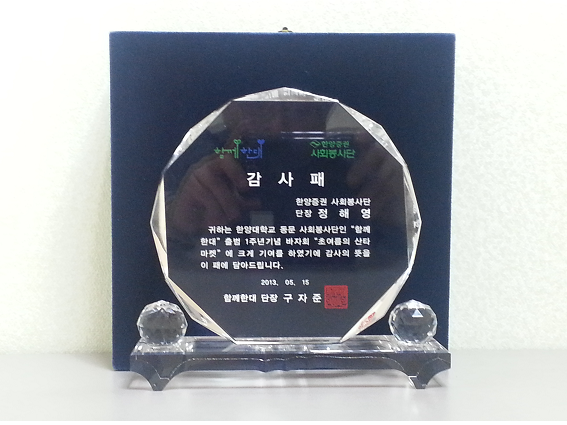 함께한대 한양증권
사회봉사단
감 사 패
한양증권 사회봉사단
단장 정 해 영
귀하는 한양대학교 동문 사회봉사단인 "함께
한대" 출범 1주년기념 바자회 "초여름의 산타
마켓" 에 크게 기여를 하였기에 감사의 뜻을
이 패에 담아드립니다.
2013. 05. 15
함께한대 단장 구 자 준